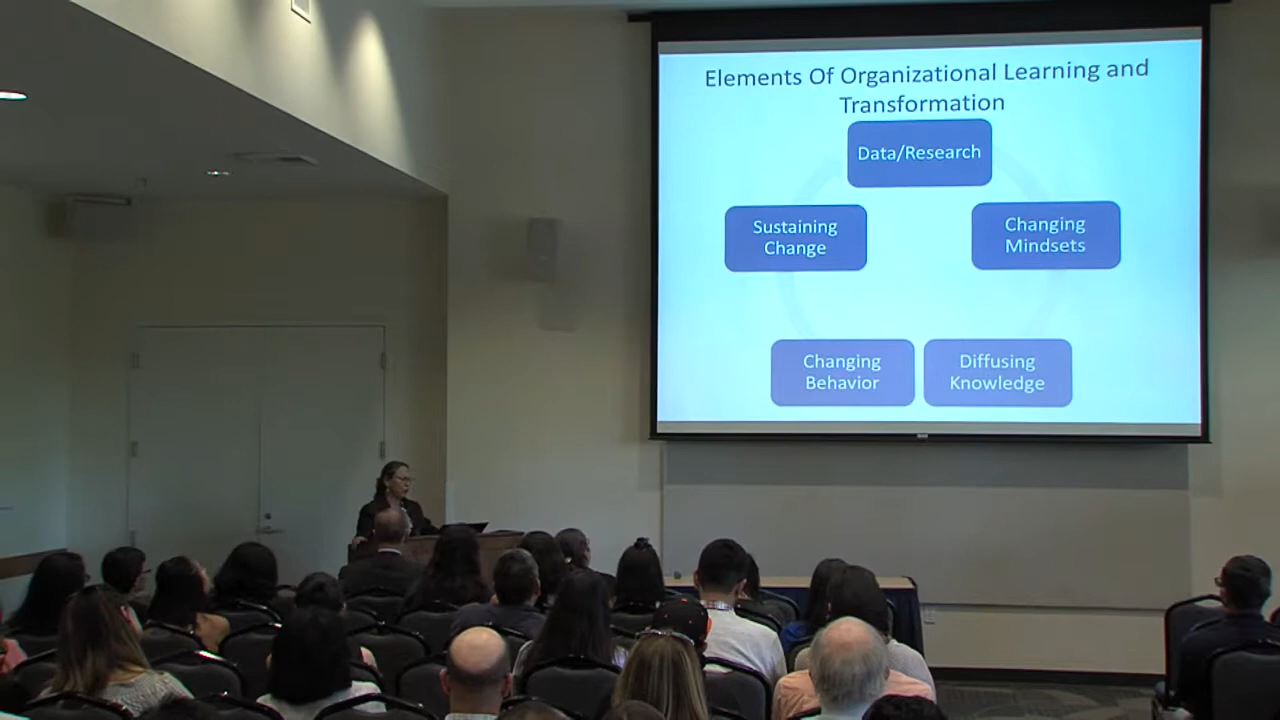 Elements Of Organizational Learning and
Transformation
Data/Research
Sustaining
Change
Changing
Mindsets
Changing
Behavior
Diffusing
Knowledge